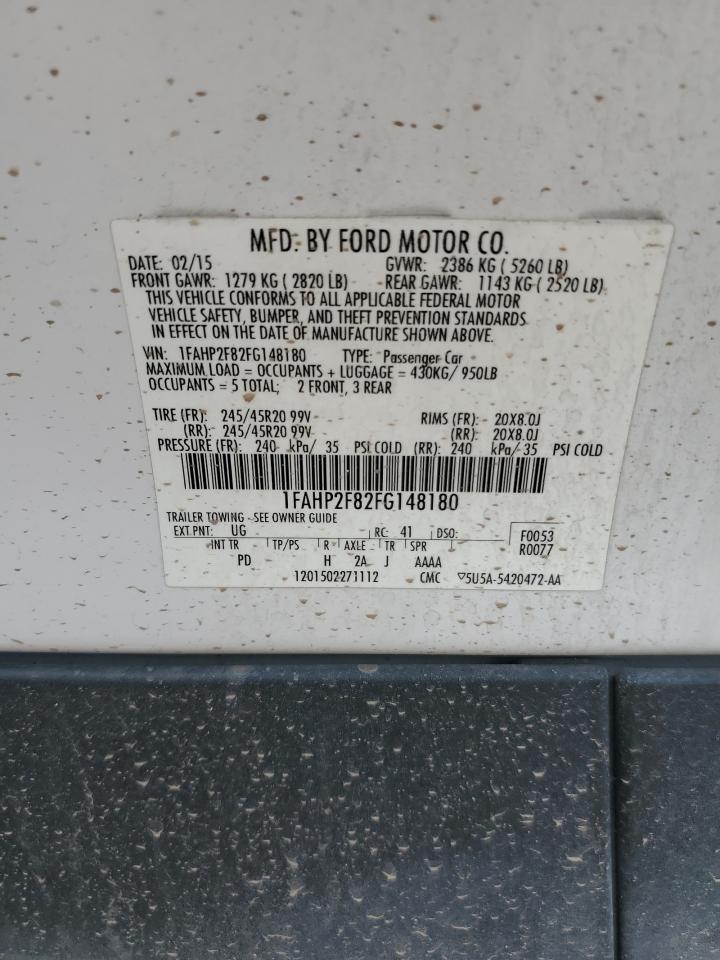 MFD. BY FORD MOTOR CO.
DATE: 02/15 GVWR: 2386 KG ( 5260 LB)
FRONT GAWR: 1279 KG ( 2820 LB) REAR GAWR: 1143 KG ( 2520 LB)
THIS VEHICLE CONFORMS TO ALL APPLICABLE FEDERAL MOTOR
VEHICLE SAFETY, BUMPER, AND THEFT PREVENTION STANDARDS
IN EFFECT ON THE DATE OF MANUFACTURE SHOWN ABOVE.
VIN: 1FAHP2F82FG148180 TYPE: Passenger Car
MAXIMUM LOAD = OCCUPANTS + LUGGAGE = 430KG/ 950LB
OCCUPANTS = 5 TOTAL; 2 FRONT, 3 REAR
TIRE (FR): 245/45R20 99V RIMS (FR): 20X8.0J
(RR): 245/45R20 99V (RR): 20X8.0J
PRESSURE (FR): 240 kPa/ 35 PSI COLD (RR): 240 kPa/ 35 PSI COLD
1FAHP2F82FG148180
TRAILER TOWING - SEE OWNER GUIDE
EXT PNT: UG RC: 41 DSO: F0053
INT TR TP/PS R AXLE TR SPR R0077
PD H 2A J AAAA
1201502271112 CMC ▽5U5A-5420472-AA